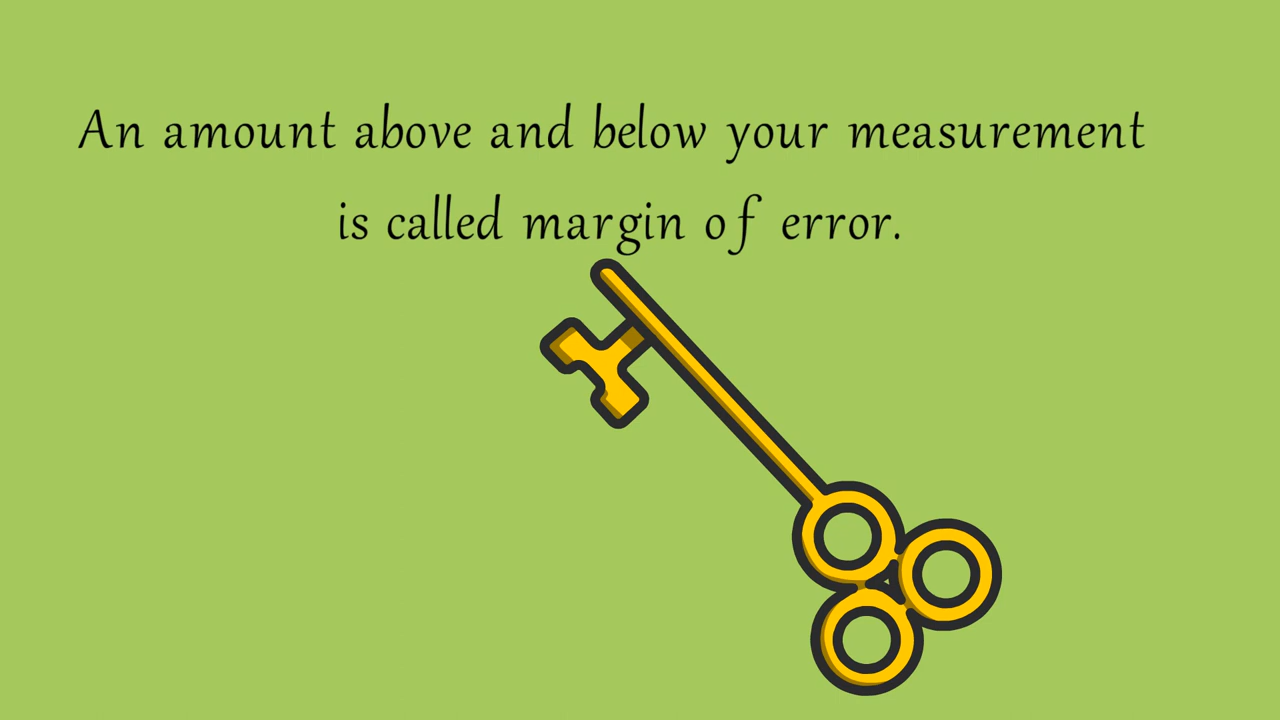 An amount above and below your measurement
is called margin of error.